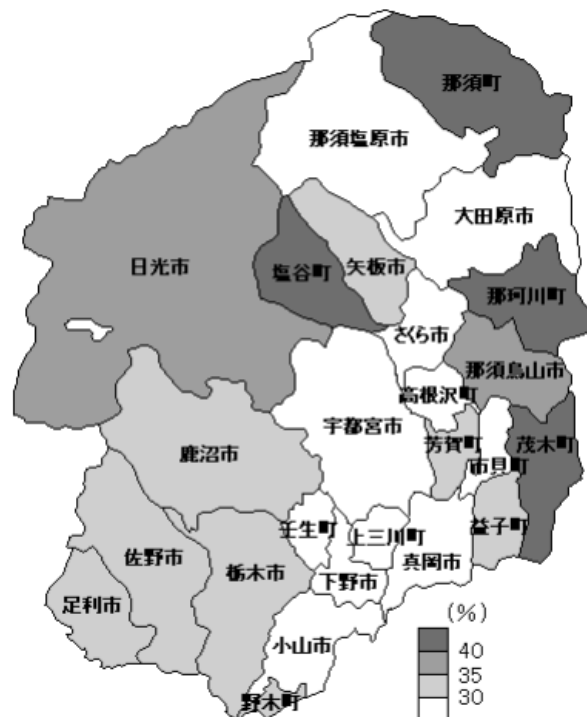 那須町
那須塩原市
大田原市
日光市
塩谷町
矢板市
那珂川町
さくら市
那須烏山市
高根沢町
宇都宮市
芳賀町
茂木町
市貝町
鹿沼市
益子町
壬生町
上三川町
真岡市
佐野市
栃木市
下野市
足利市
小山市
野木町
(%)
40
35
30